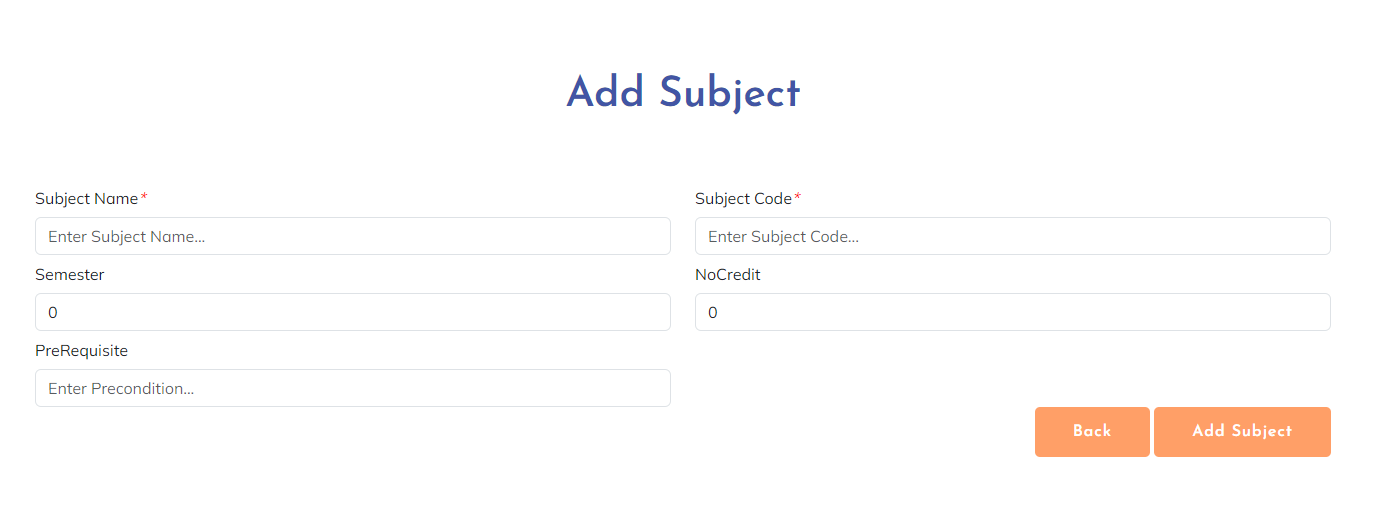 Add Subject
Subject Name* Subject Code*
Enter Subject Name... Enter Subject Code...
Semester NoCredit
0 0
PreRequisite
Enter Precondition...
Back Add Subject